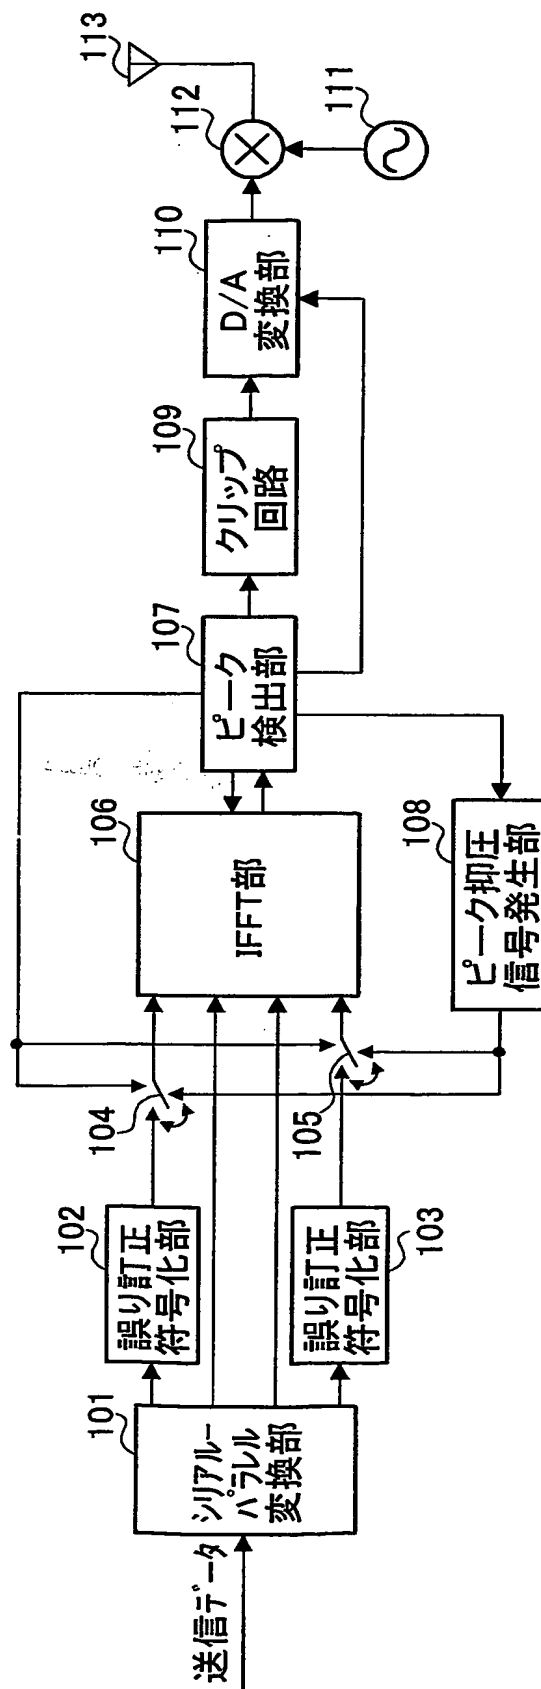 送信データ
101
シリアルー
パラレル
変換部
102
誤り訂正
符号化部
103
誤り訂正
符号化部
104
105
106
IFFT部
107
ピーク
検出部
108
ピーク抑圧
信号発生部
109
クリップ
回路
110
D/A
変換部
111
112
113